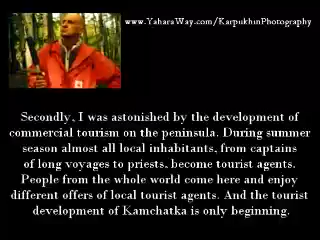 www.YaharaWay.com/KarpukhinPhotography
Secondly, I was astonished by the development of
commercial tourism on the peninsula. During summer
season almost all local inhabitants, from captains
of long voyages to priests, become tourist agents.
People from the whole world come here and enjoy
different offers of local tourist agents. And the tourist
development of Kamchatka is only beginning.